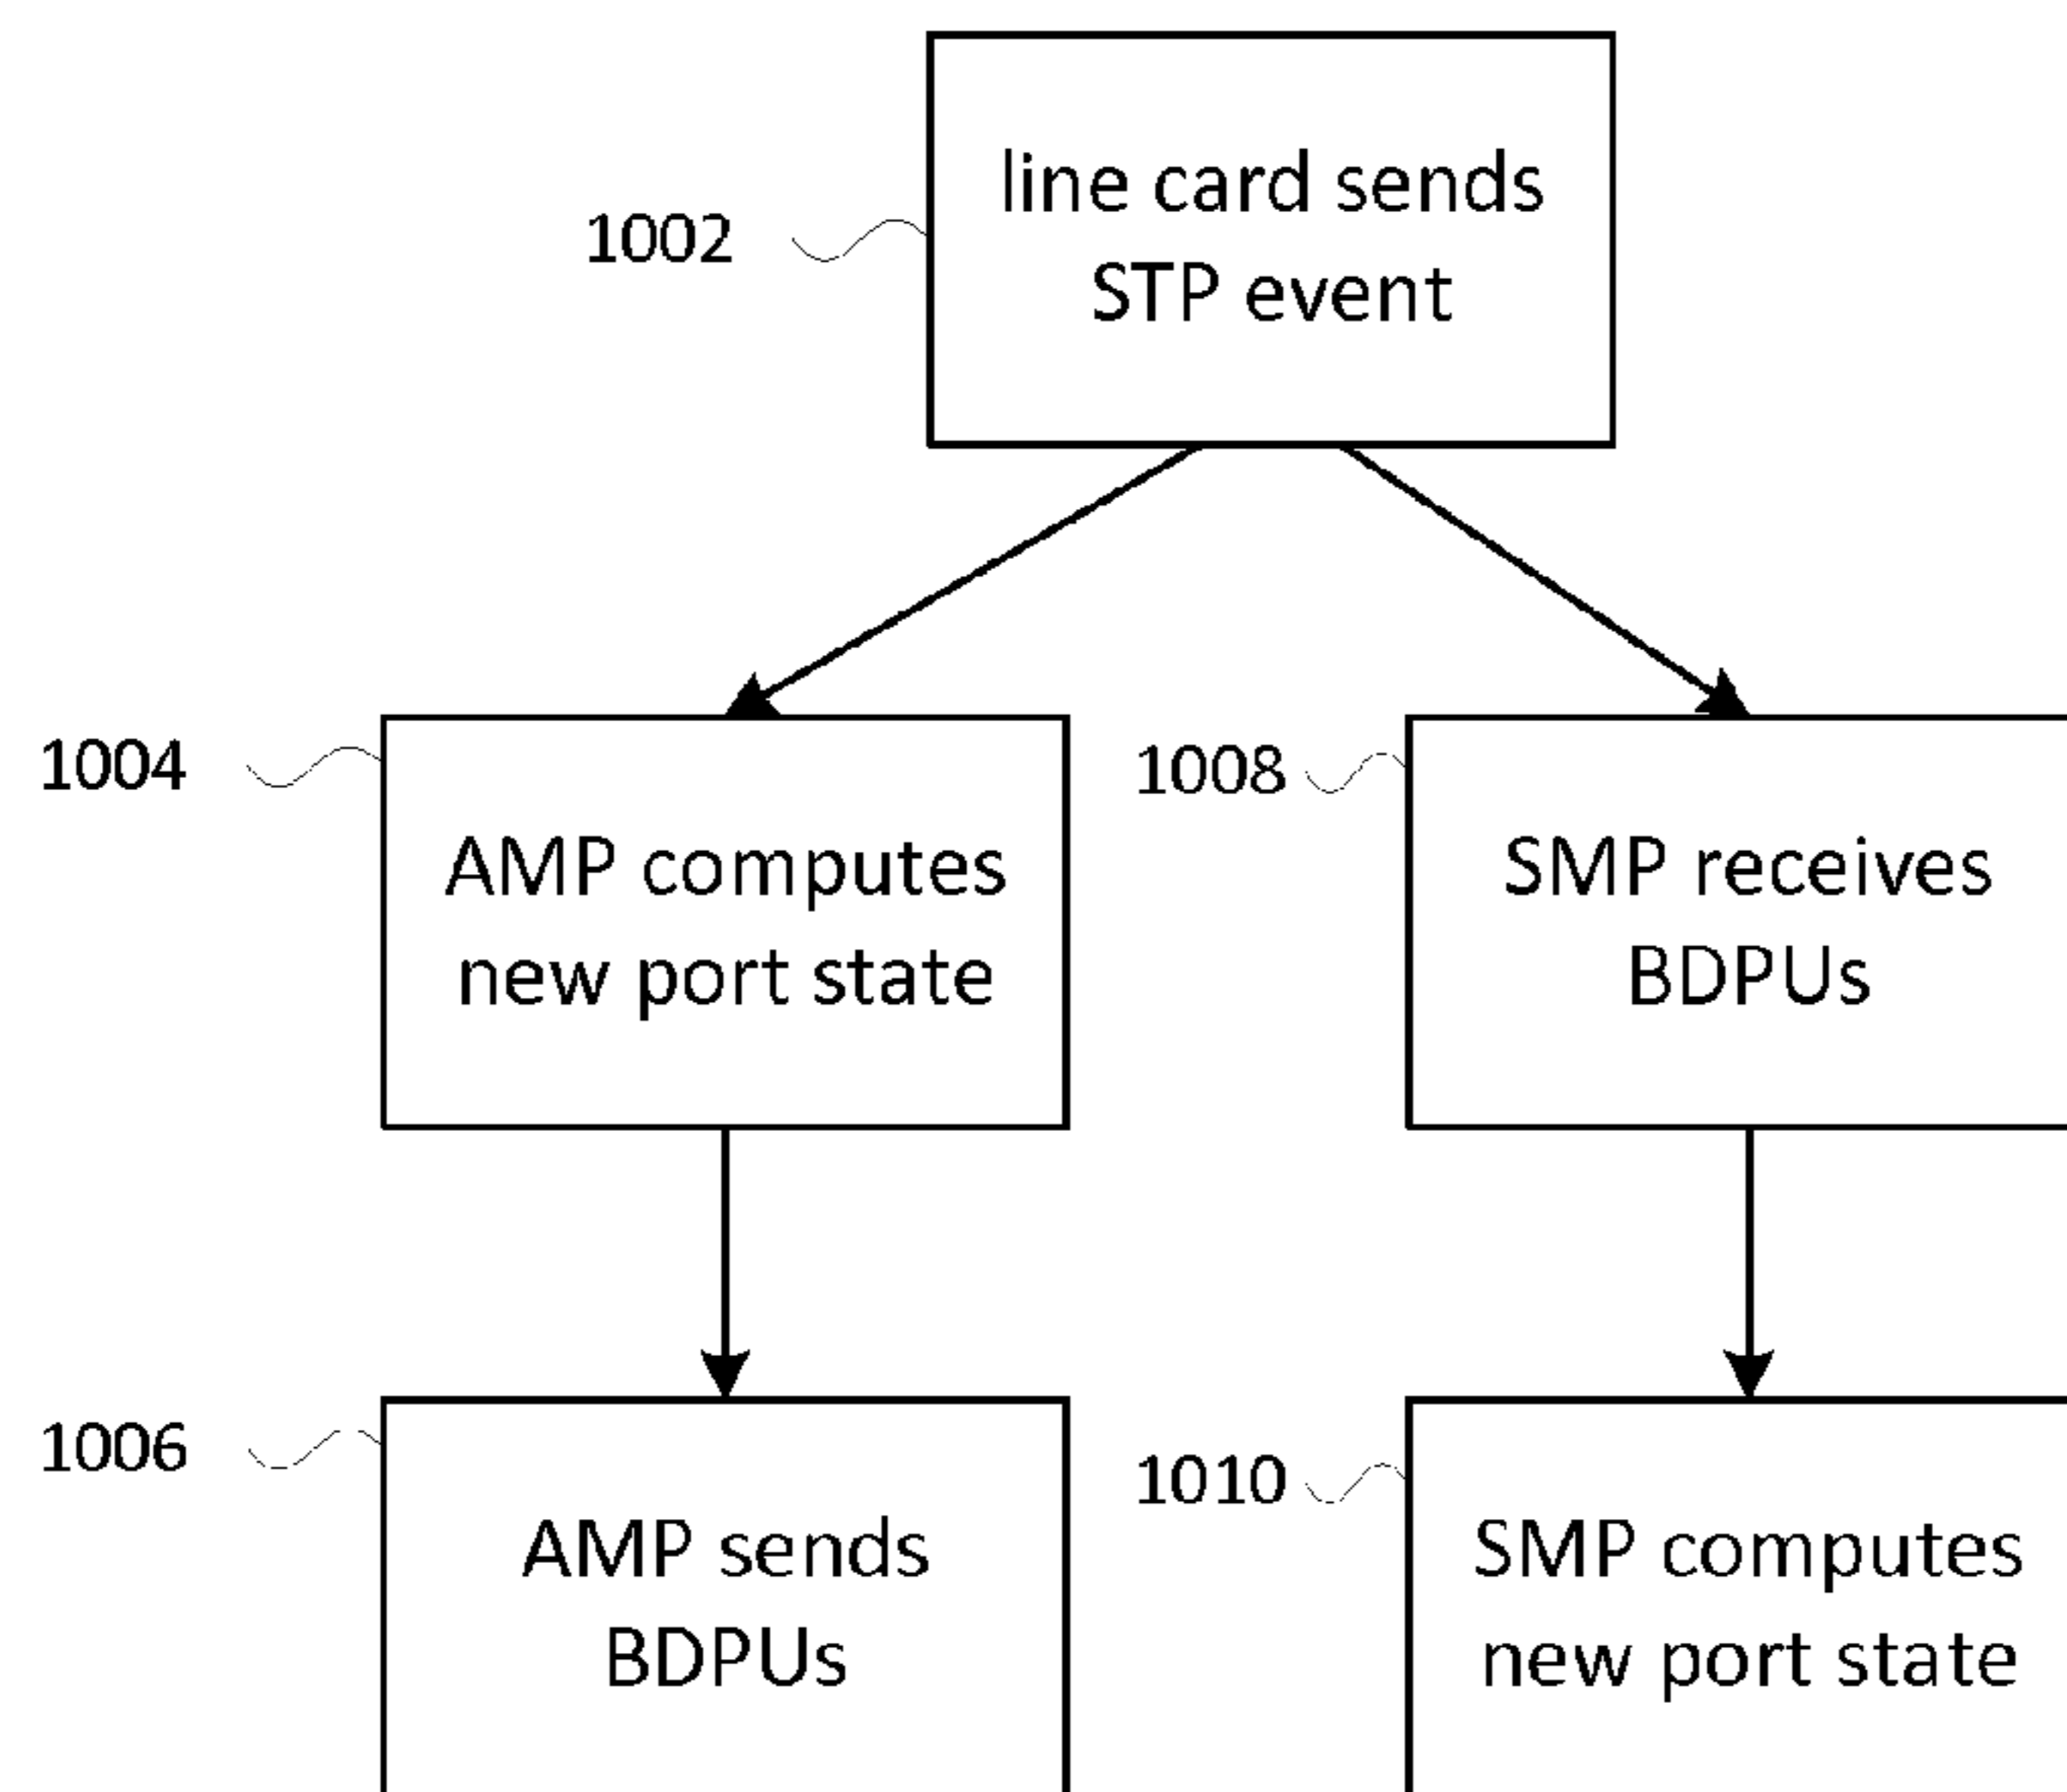 1002
line card sends
STP event
1004
AMP computes
new port state
1008
SMP receives
BDPUs
1006
AMP sends
BDPUs
1010
SMP computes
new port state